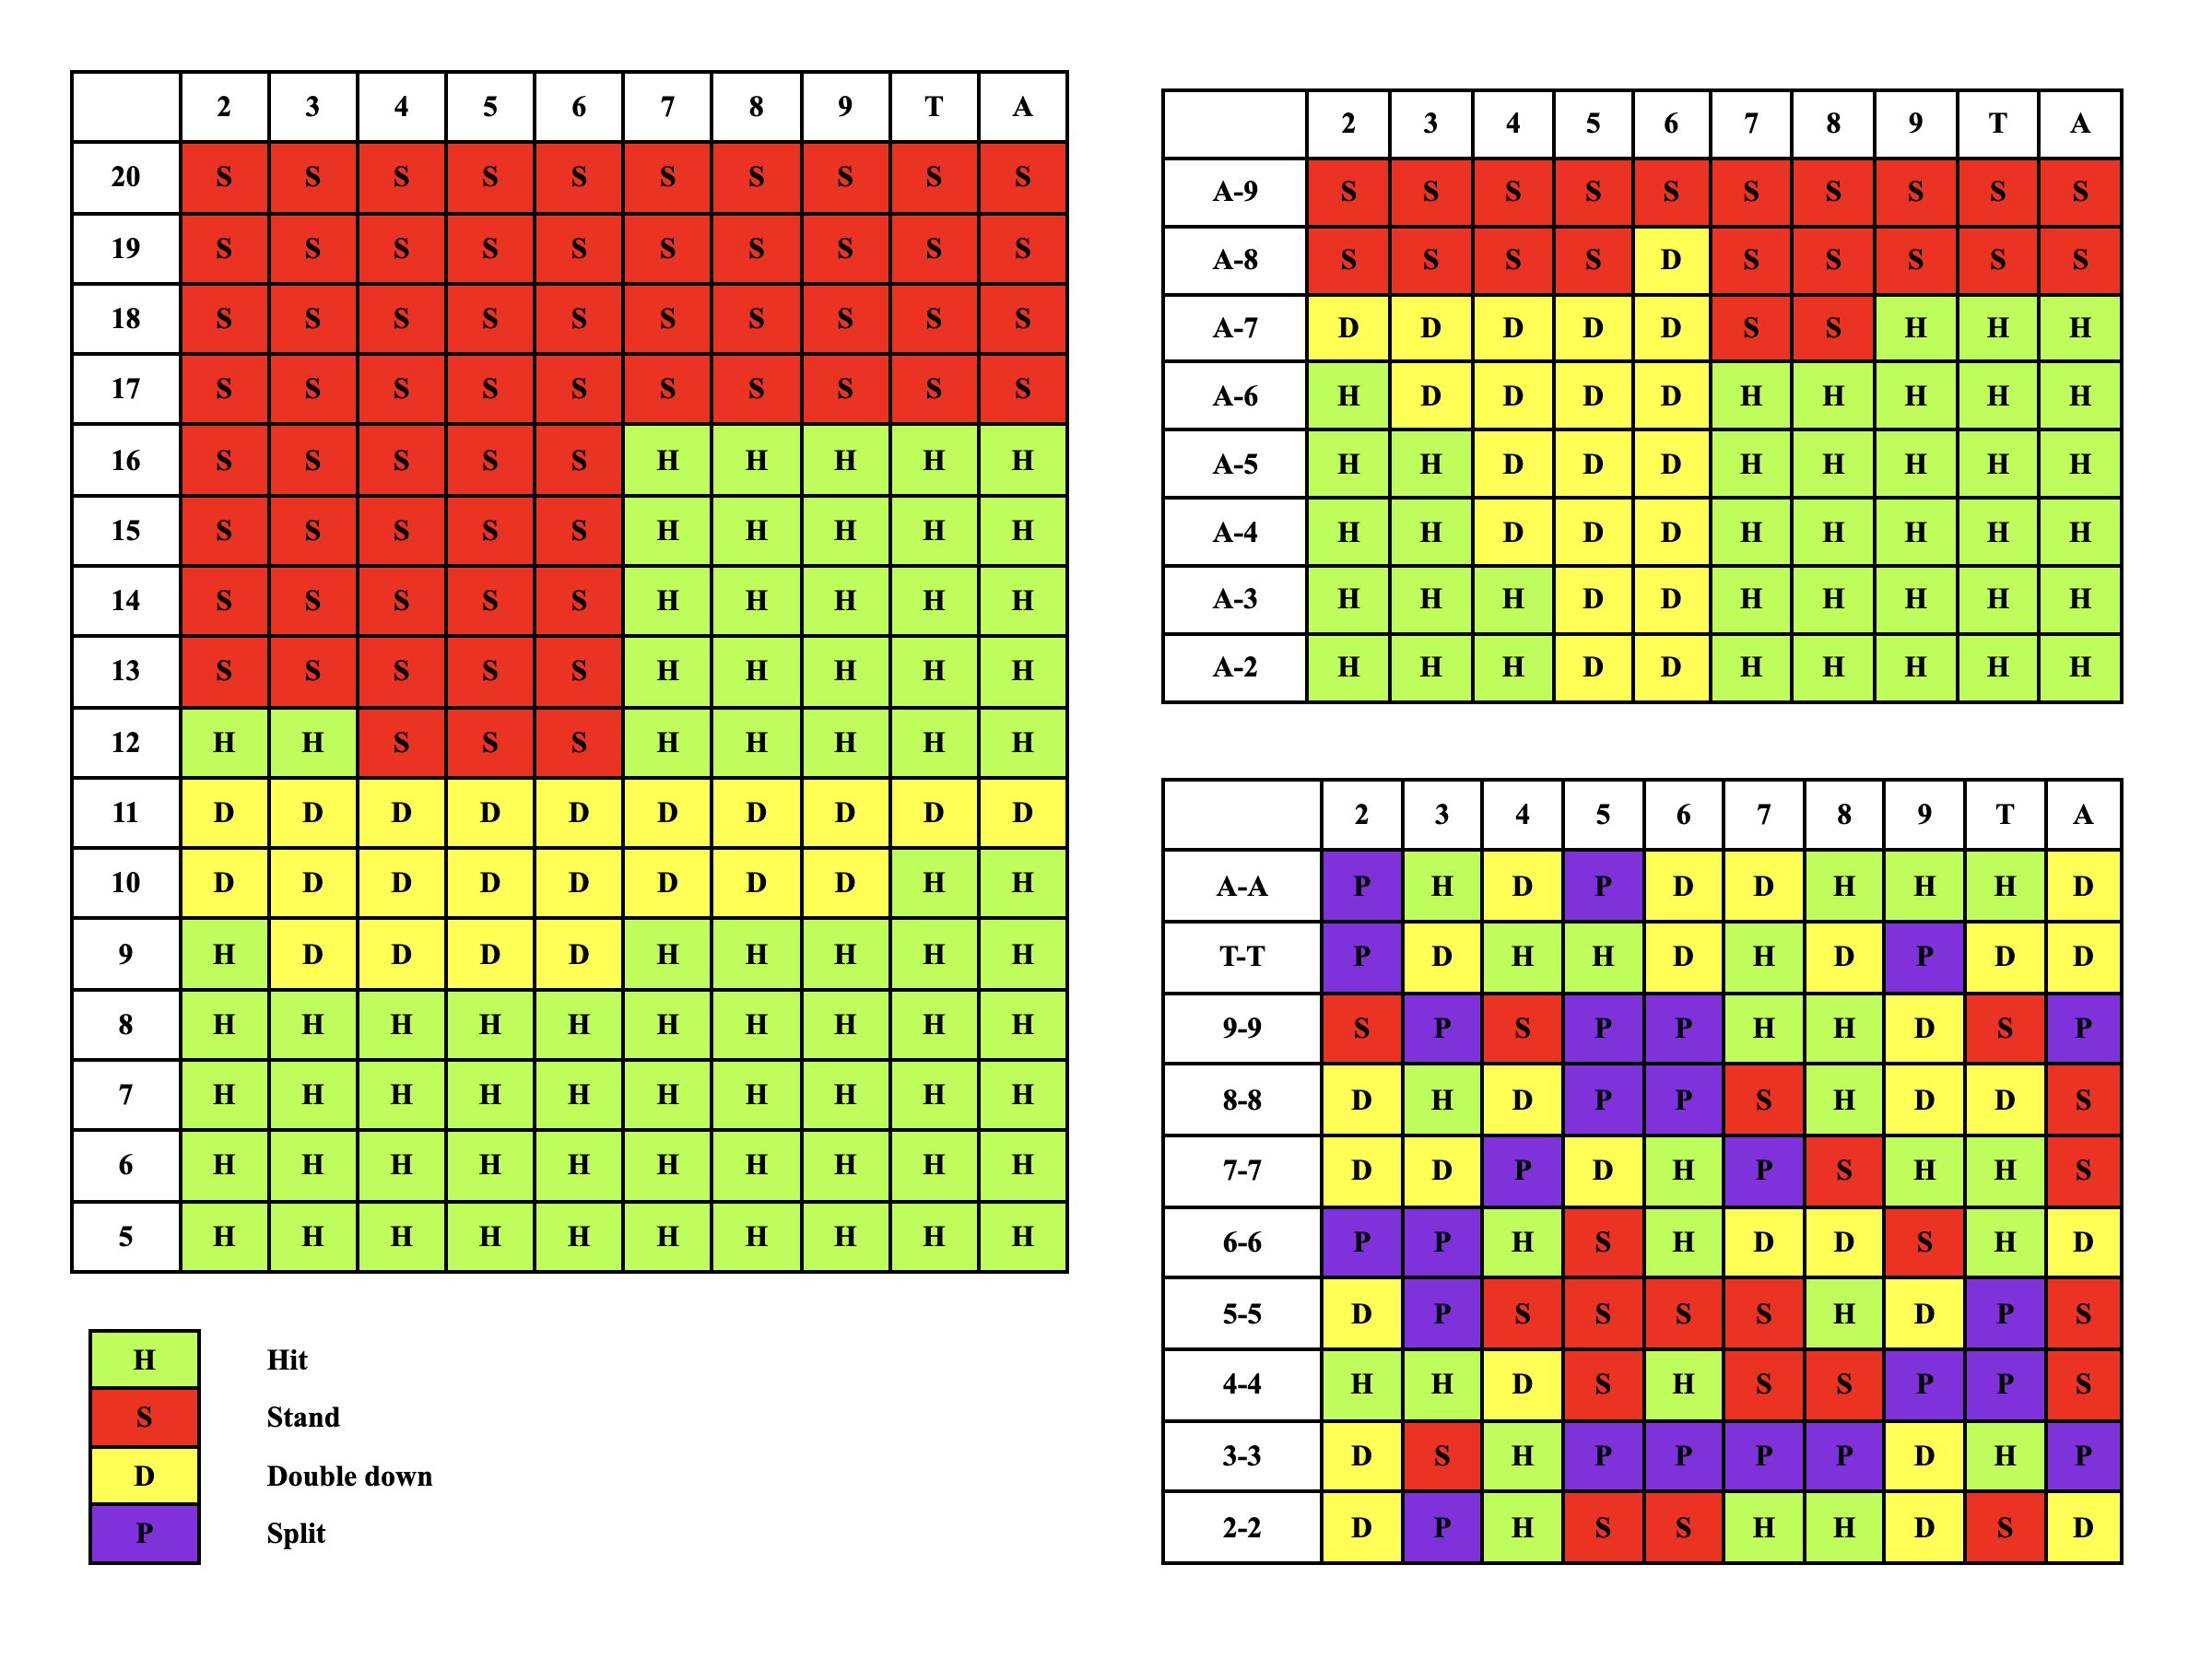 2 3 4 5 6 7 8 9 T A
20 S S S S S S S S S S
19 S S S S S S S S S S
18 S S S S S S S S S S
17 S S S S S S S S S S
16 S S S S S H H H H H
15 S S S S S H H H H H
14 S S S S S H H H H H
13 S S S S S H H H H H
12 H H S S S H H H H H
11 D D D D D D D D D D
10 D D D D D D D D H H
9 H D D D D H H H H H
8 H H H H H H H H H H
7 H H H H H H H H H H
6 H H H H H H H H H H
5 H H H H H H H H H H
H Hit
S Stand
D Double down
P Split
2 3 4 5 6 7 8 9 T A
A-9 S S S S S S S S S S
A-8 S S S S D S S S S S
A-7 D D D D D S S H H H
A-6 H D D D D H H H H H
A-5 H H D D D H H H H H
A-4 H H D D D H H H H H
A-3 H H H D D H H H H H
A-2 H H H D D H H H H H
2 3 4 5 6 7 8 9 T A
A-A P H D P D D H H H D
T-T P D H H D H D P D D
9-9 S P S P P H H D S P
8-8 D H D P P S H D D S
7-7 D D P D H P S H H S
6-6 P P H S H D D S H D
5-5 D P S S S S H D P S
4-4 H H D S H S S P P S
3-3 D S H P P P P D H P
2-2 D P H S S H H D S D